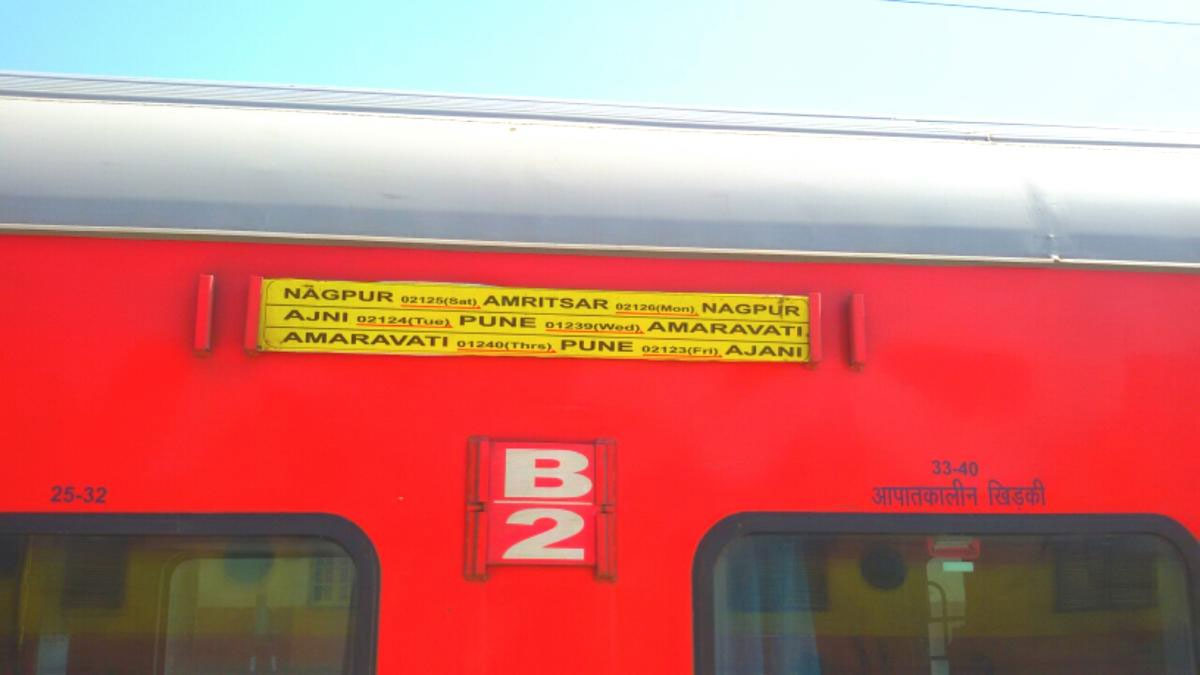 NAGPUR 02125(Sat) AMRITSAR 02126(Mon) NAGPUR
AJNI 02124(Tue) PUNE 01239(Wed) AMARAVATI
AMARAVATI 01240(Thrs) PUNE 02123(Fri) AJANI
B
2
25-32
33-40
आपातकालीन खिड़की